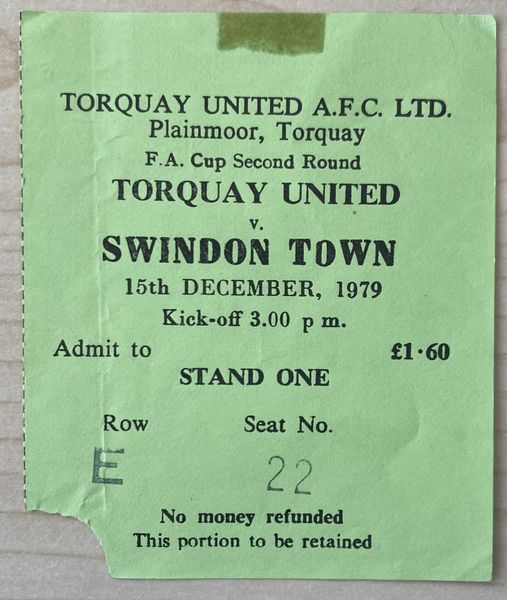 TORQUAY UNITED A.F.C. LTD.
Plainmoor, Torquay
F.A. Cup Second Round
TORQUAY UNITED
v.
SWINDON TOWN
15th DECEMBER, 1979
Kick-off 3.00 p m.
Admit to £1·60
STAND ONE
Row Seat No.
E 22
No money refunded
This portion to be retained